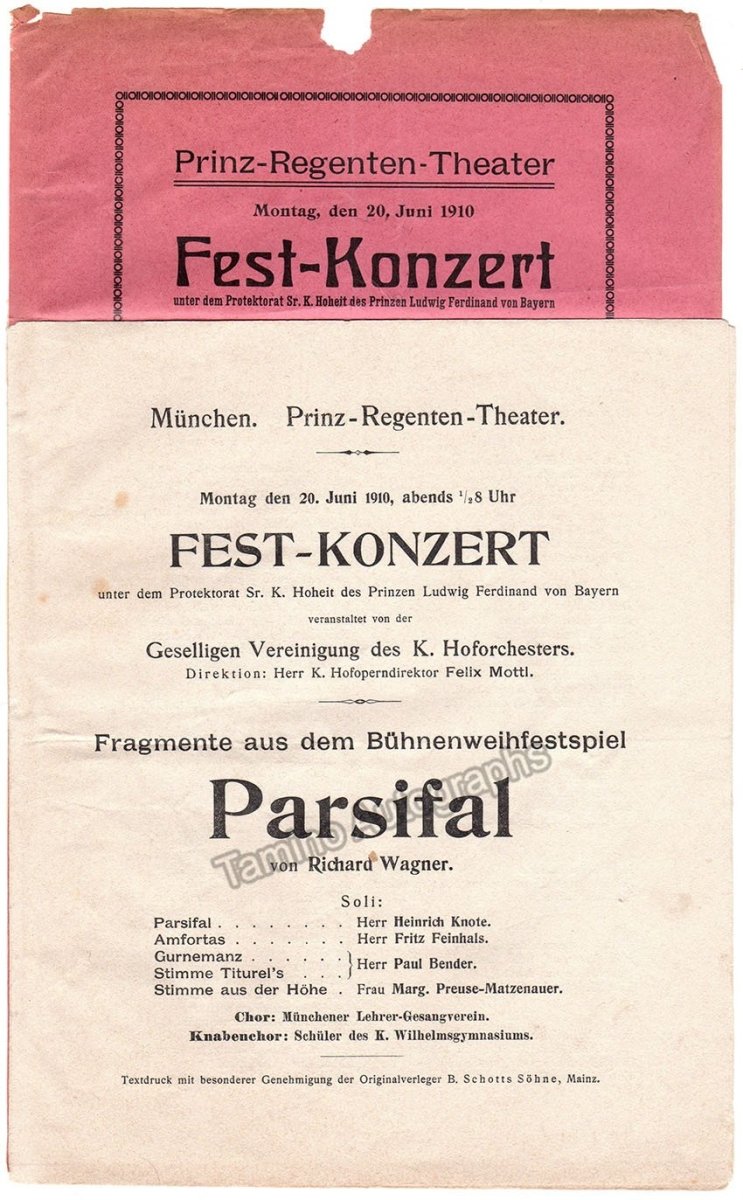 Prinz-Regenten-Theater
Montag, den 20. Juni 1910
Fest-Konzert
unter dem Protektorat Sr. K. Hoheit des Prinzen Ludwig Ferdinand von Bayern
München. Prinz-Regenten-Theater.
Montag den 20. Juni 1910, abends 1/2 8 Uhr
FEST-KONZERT
unter dem Protektorat Sr. K. Hoheit des Prinzen Ludwig Ferdinand von Bayern
veranstaltet von der
Geselligen Vereinigung des K. Hoforchesters.
Direktion: Herr K. Hofoperndirektor Felix Mottl.
Fragmente aus dem Bühnenweihfestspiel
Parsifal
Tamino Autographs
von Richard Wagner.
Soli:
Parsifal . . . . . . . . Herr Heinrich Knote.
Amfortas . . . . . . . Herr Fritz Feinhals.
Gurnemanz . . . . . .
Stimme Titurel's . . . } Herr Paul Bender.
Stimme aus der Höhe . Frau Marg. Preuse-Matzenauer.
Chor: Münchener Lehrer-Gesangverein.
Knabenchor: Schüler des K. Wilhelmsgymnasiums.
Textdruck mit besonderer Genehmigung der Originalverleger B. Schotts Söhne, Mainz.